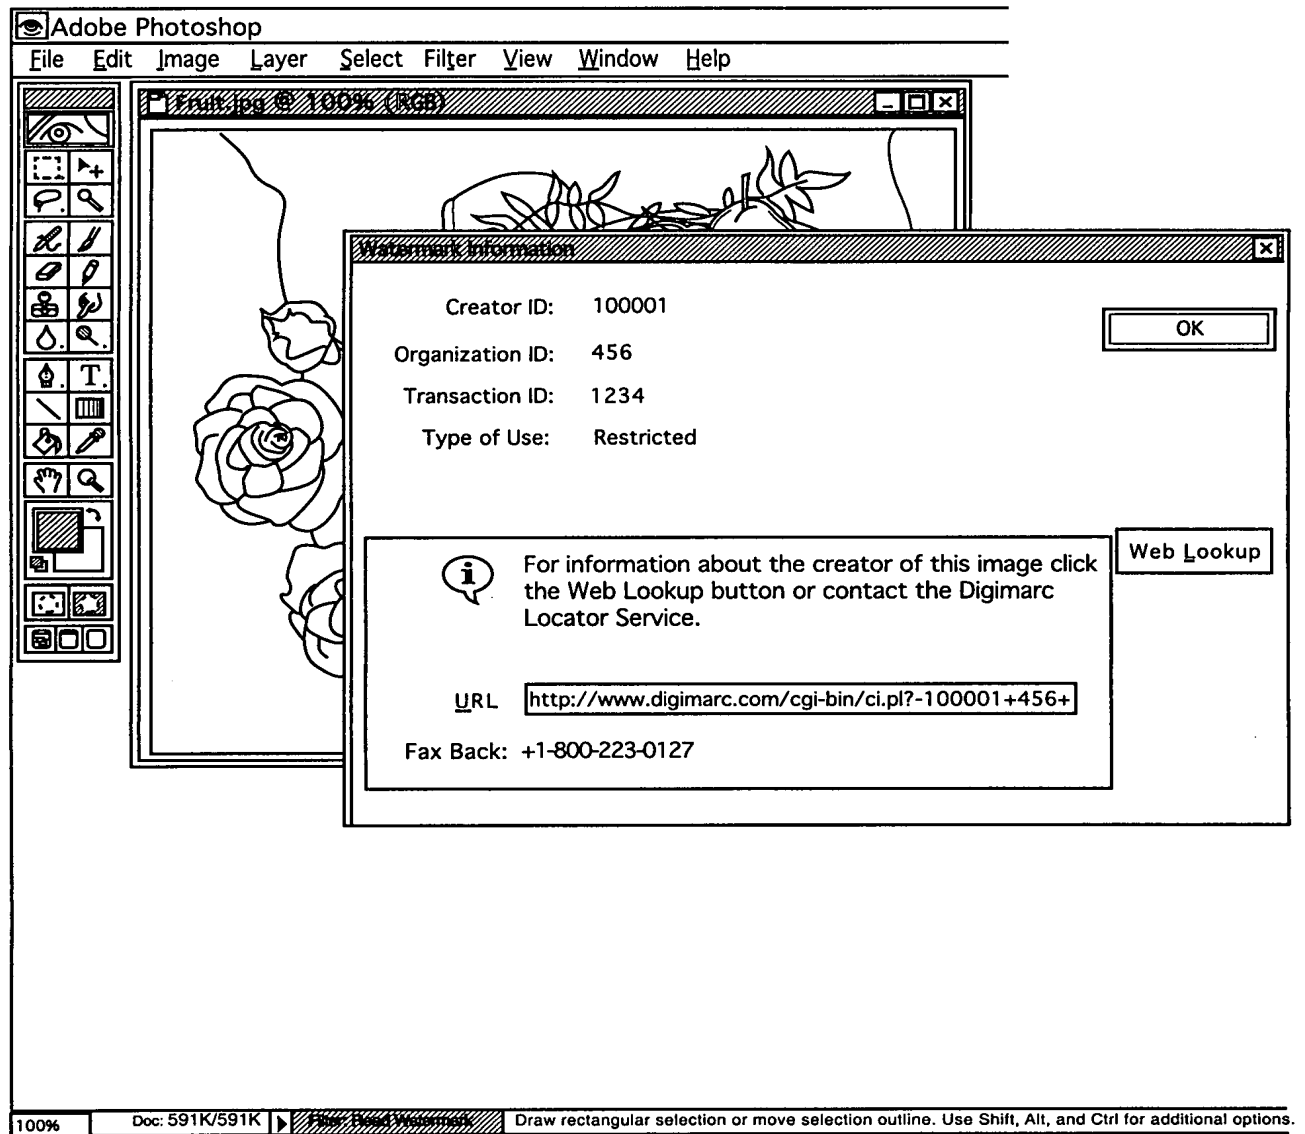 Adobe Photoshop
File Edit Image Layer Select Filter View Window Help
Fruit.jpg @ 100% (RGB)
Watermark Information
Creator ID: 100001
OK
Organization ID: 456
Transaction ID: 1234
Type of Use: Restricted
T
Web Lookup
i For information about the creator of this image click
the Web Lookup button or contact the Digimarc
Locator Service.
URL http://www.digimarc.com/cgi-bin/ci.pl?-100001+456+
Fax Back: +1-800-223-0127
100% Doc: 591K/591K Filter: Read Watermark Draw rectangular selection or move selection outline. Use Shift, Alt, and Ctrl for additional options.